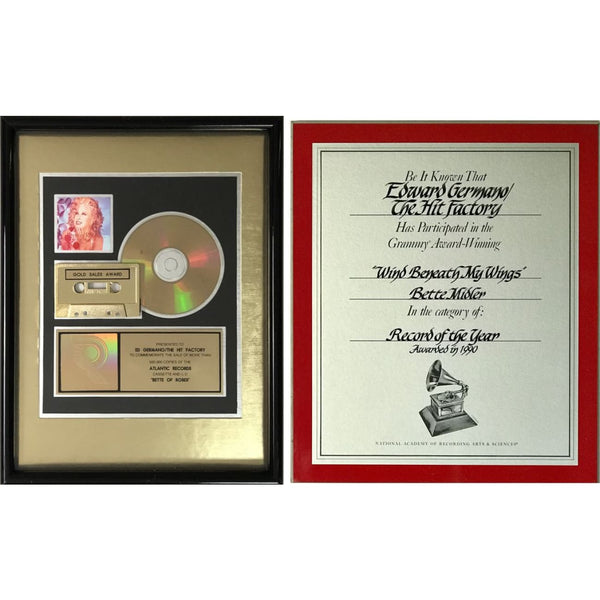 GOLD SALES AWARD
PRESENTED TO
ED GERMANO/THE HIT FACTORY
TO COMMEMORATE THE SALE OF MORE THAN
500,000 COPIES OF THE
ATLANTIC RECORDS
CASSETTE AND CD
"BETTE OF ROSES"
Be It Known That
Edward Germano/
The Hit Factory
Has Participated in the
Grammy® Award-Winning
"Wind Beneath My Wings"
Bette Midler
In the category of:
Record of the Year
Awarded in 1990
NATIONAL ACADEMY OF RECORDING ARTS & SCIENCES®